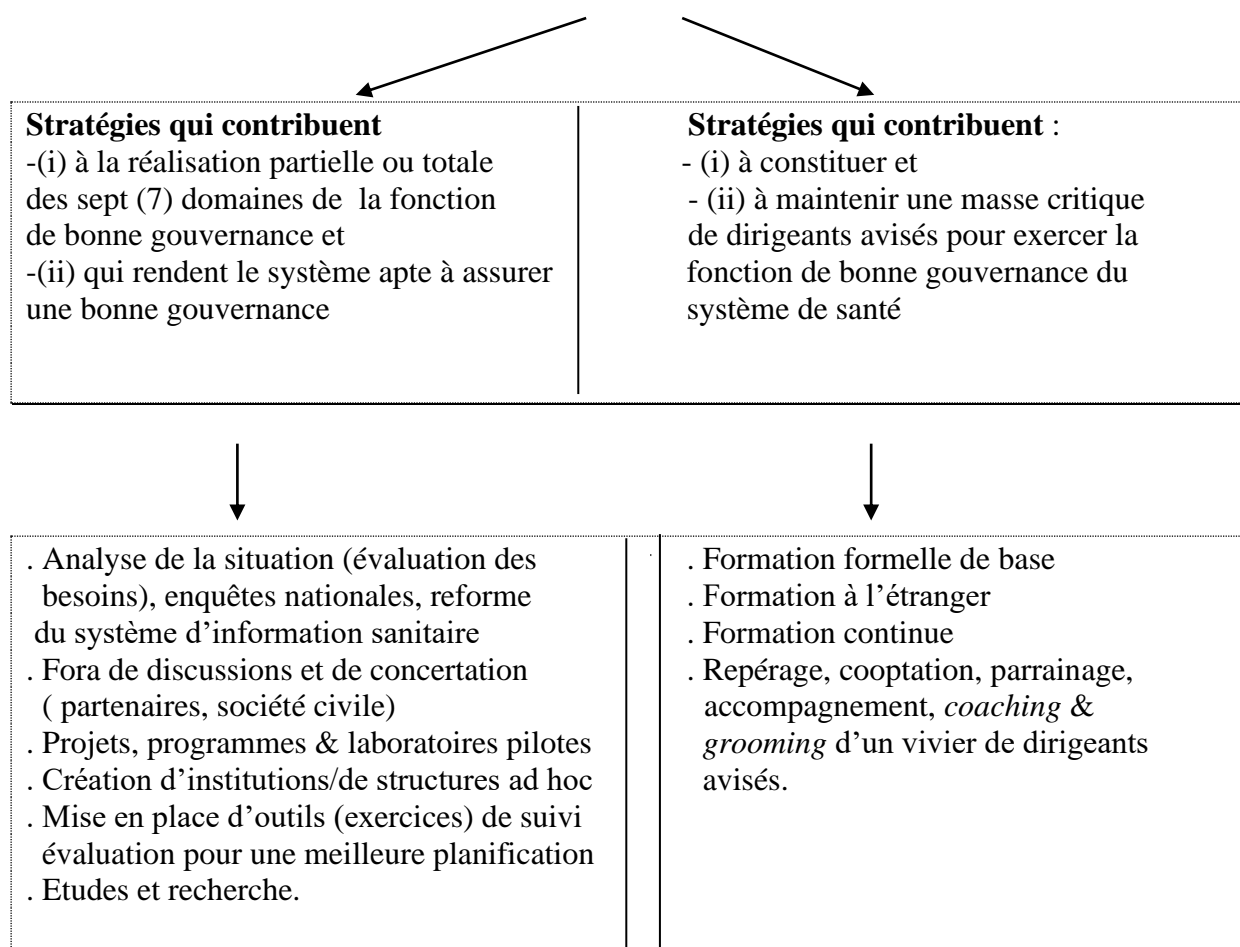 Stratégies qui contribuent
-(i) à la réalisation partielle ou totale
des sept (7) domaines de la fonction
de bonne gouvernance et
-(ii) qui rendent le système apte à assurer
une bonne gouvernance
Stratégies qui contribuent :
- (i) à constituer et
- (ii) à maintenir une masse critique
de dirigeants avisés pour exercer la
fonction de bonne gouvernance du
système de santé
. Analyse de la situation (évaluation des
besoins), enquêtes nationales, reforme
du système d’information sanitaire
. Fora de discussions et de concertation
( partenaires, société civile)
. Projets, programmes & laboratoires pilotes
. Création d’institutions/de structures ad hoc
. Mise en place d’outils (exercices) de suivi
évaluation pour une meilleure planification
. Etudes et recherche.
. Formation formelle de base
. Formation à l’étranger
. Formation continue
. Repérage, cooptation, parrainage,
accompagnement, coaching &
grooming d’un vivier de dirigeants
avisés.